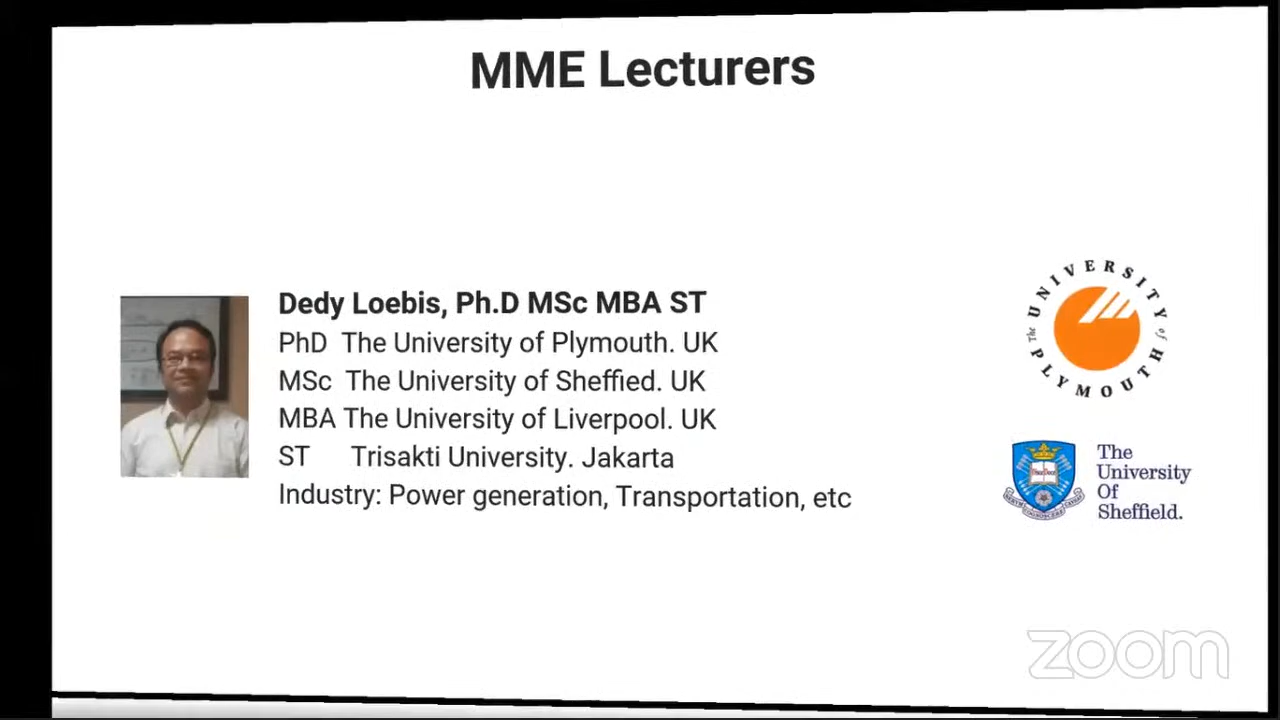 MME Lecturers
Dedy Loebis, Ph.D MSc MBA ST
PhD The University of Plymouth. UK
MSc The University of Sheffied. UK
MBA The University of Liverpool. UK
ST Trisakti University. Jakarta
Industry: Power generation, Transportation, etc
The UNIVERSITY of PLYMOUTH
The
University
Of
Sheffield.
zoom